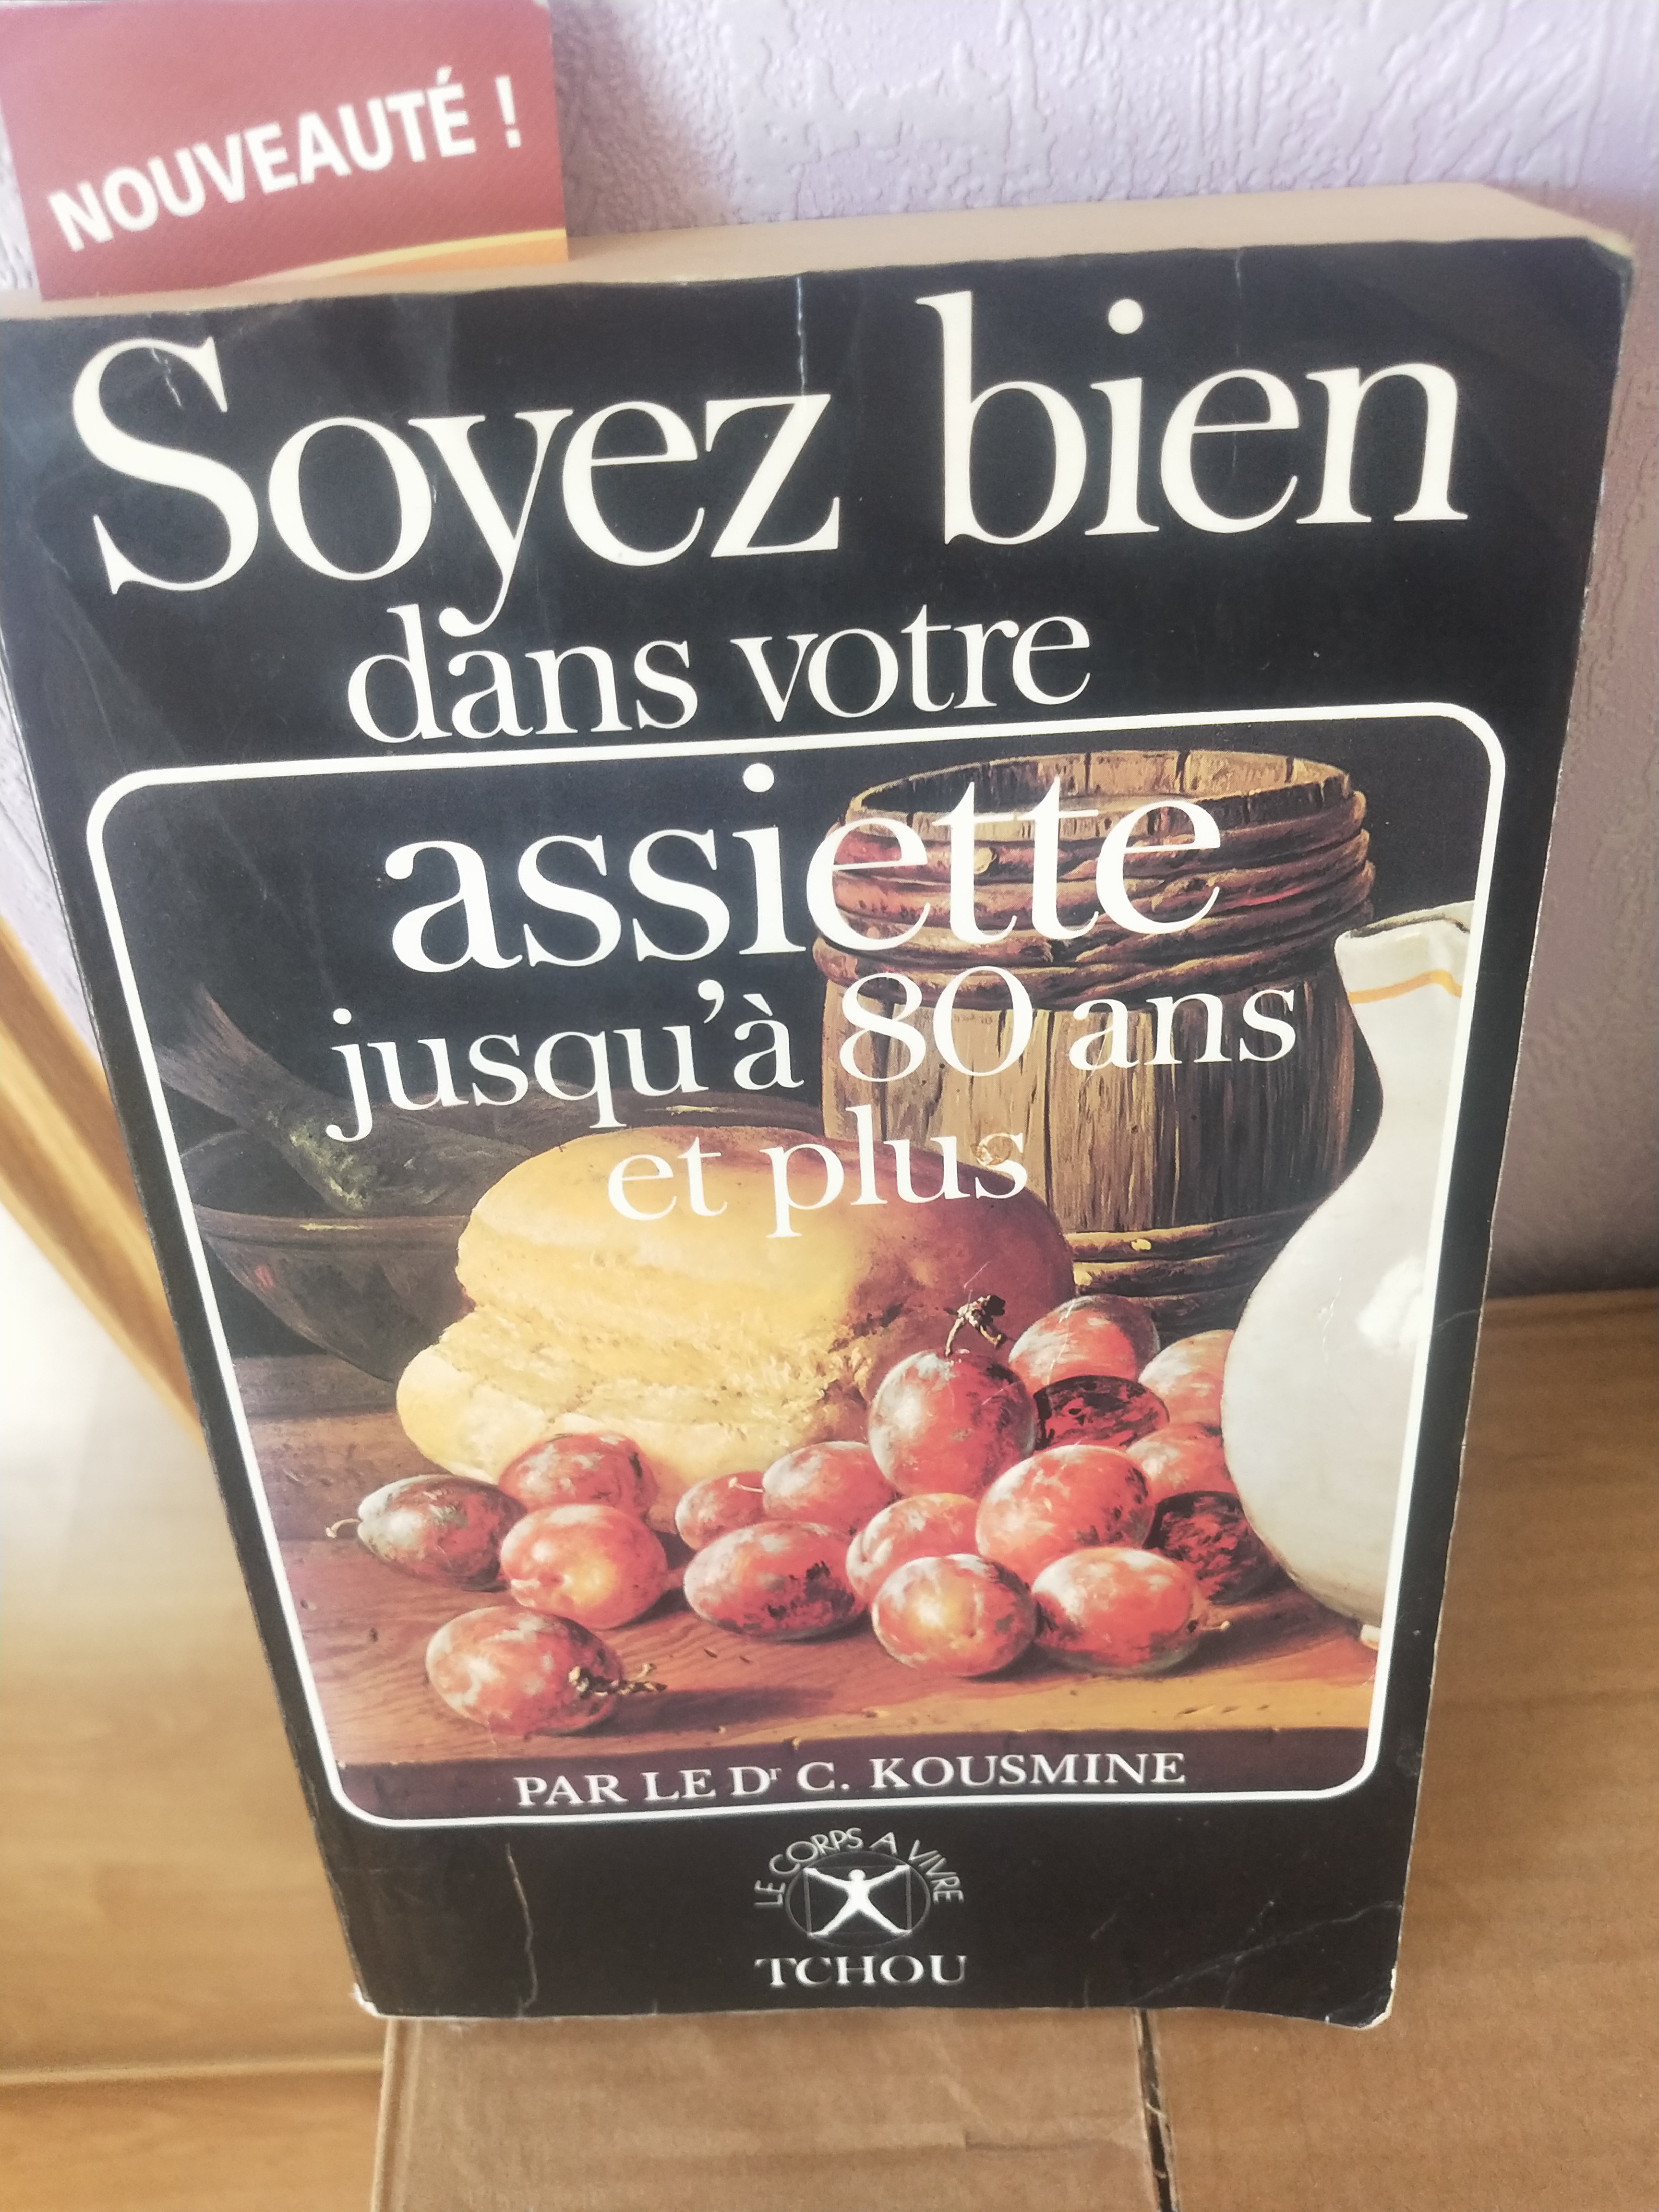 NOUVEAUTÉ !
Soyez bien
dans votre
assiette
jusqu'à 80 ans
et plus
PAR LE Dr C. KOUSMINE
LE CORPS A VIVRE
TCHOU